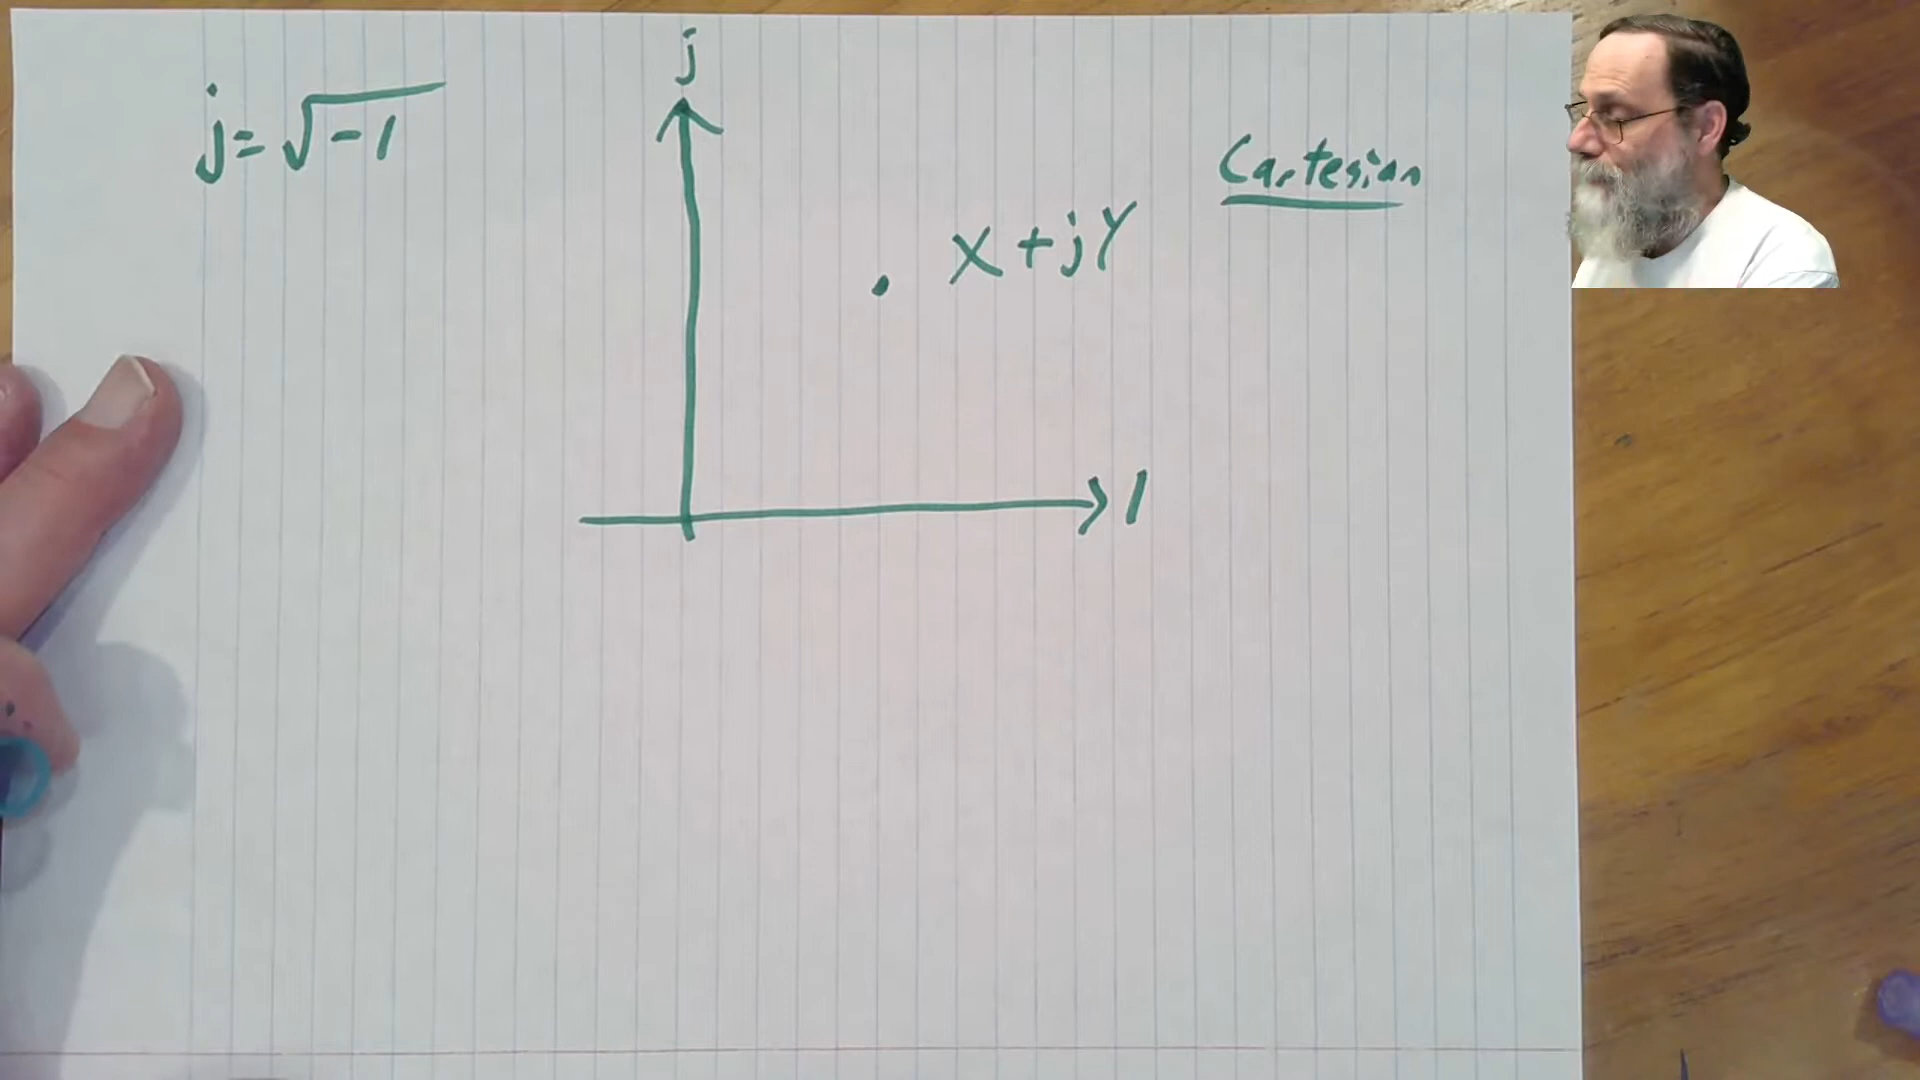 j
j = √-1
Cartesian
X + jY
1